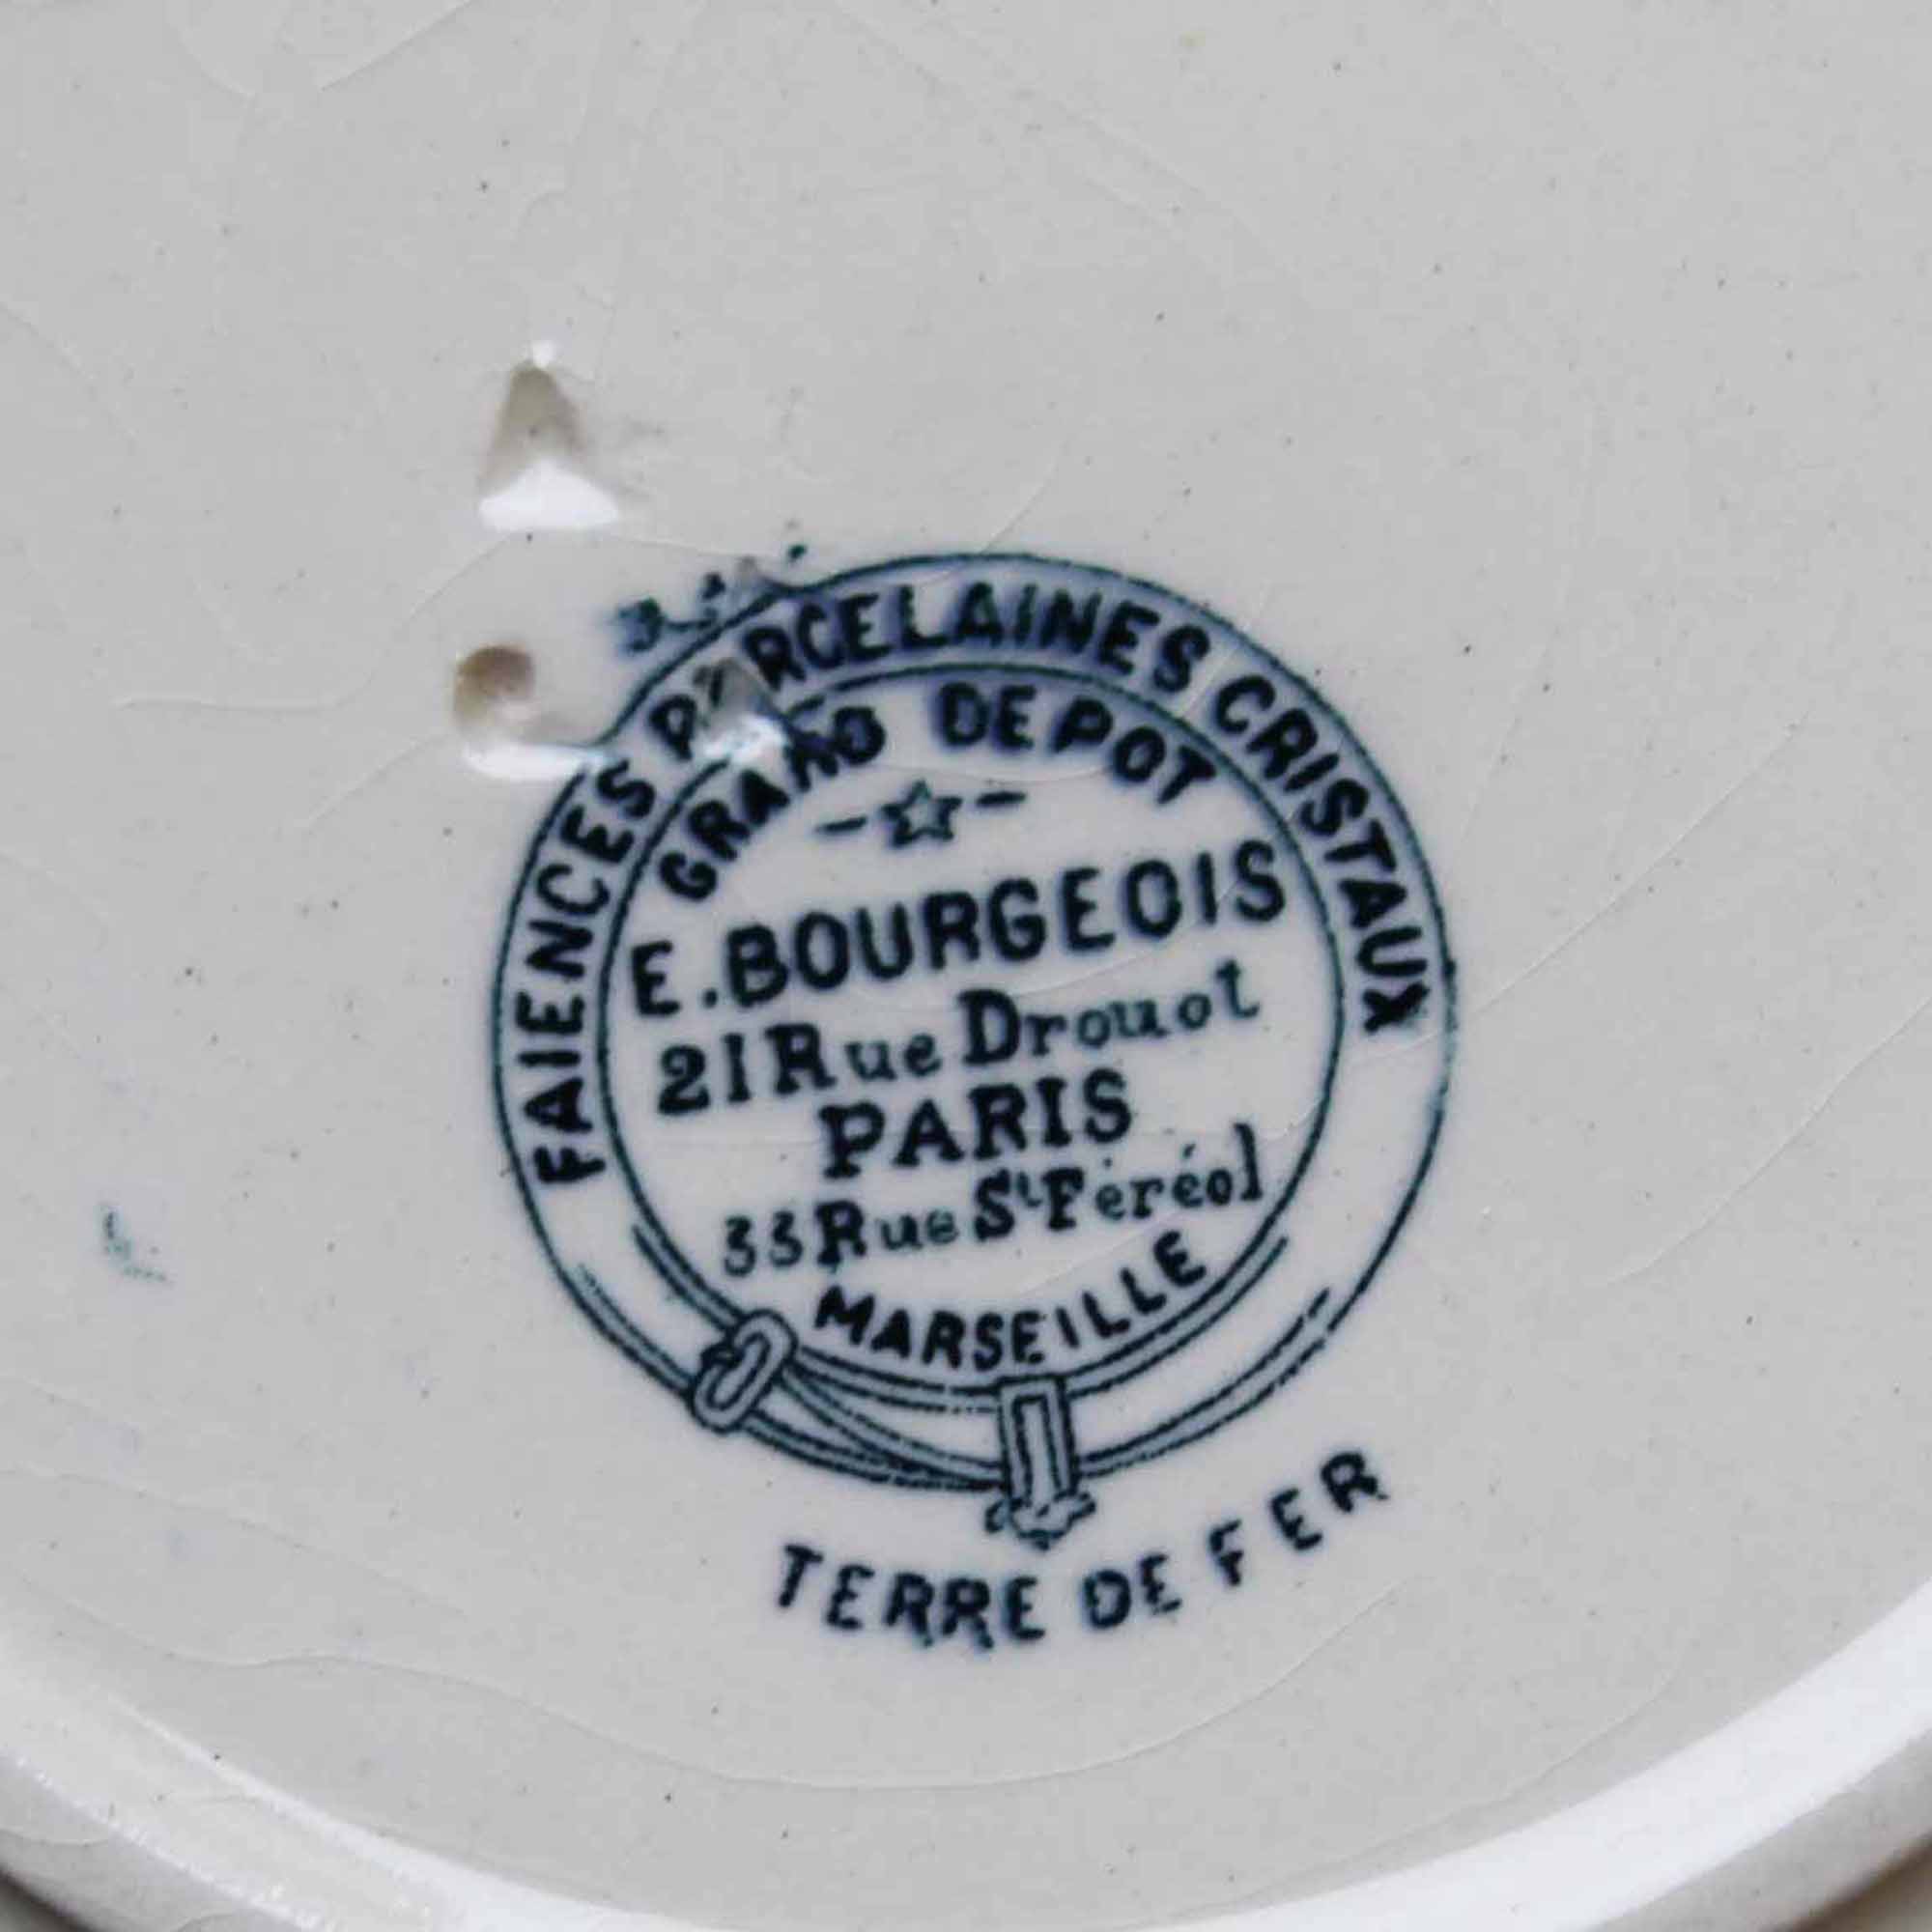 FAIENCES PORCELAINES CRISTAUX
GRAND DEPOT
E. BOURGEOIS
21 Rue Drouot
PARIS
33 Rue St Féréol
MARSEILLE
TERRE DE FER